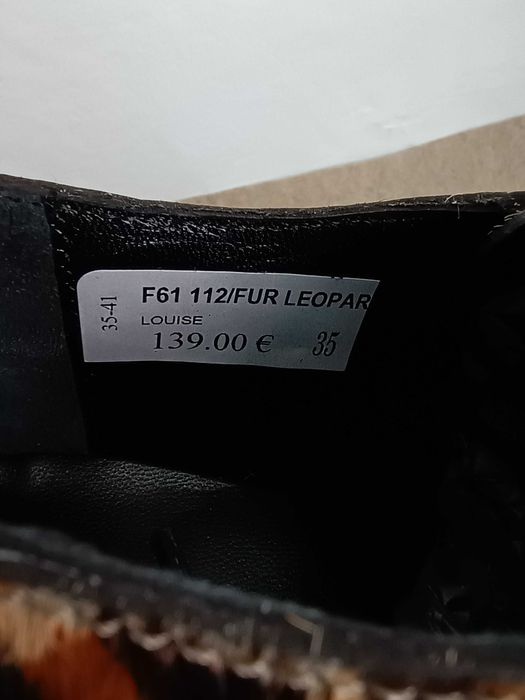 35-41
F61 112/FUR LEOPAR
LOUISE
139.00 €
35